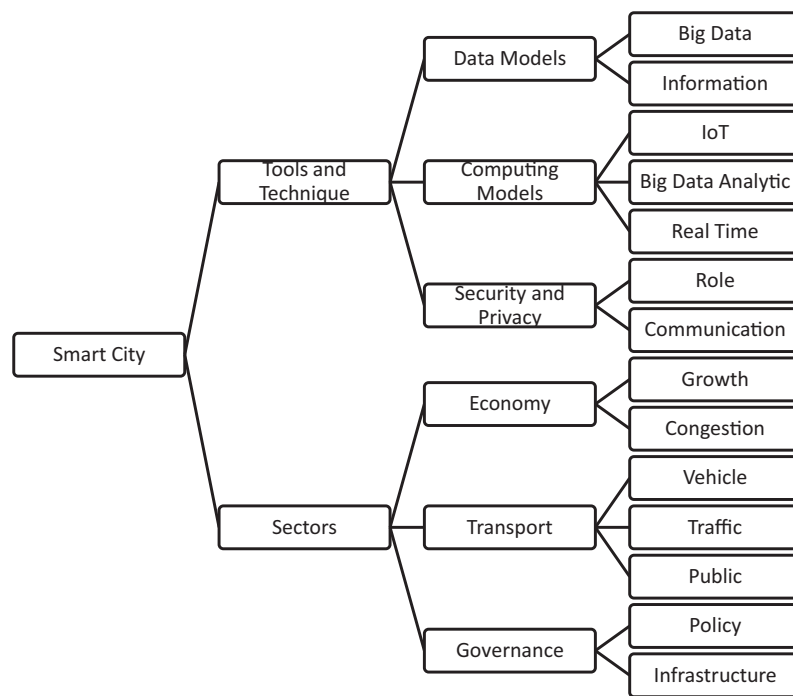 Big Data
Data Models
Information
IoT
Tools and
Technique
Computing
Models
Big Data Analytic
Real Time
Security and
Privacy
Role
Communication
Smart City
Growth
Economy
Congestion
Vehicle
Sectors
Transport
Traffic
Public
Policy
Governance
Infrastructure